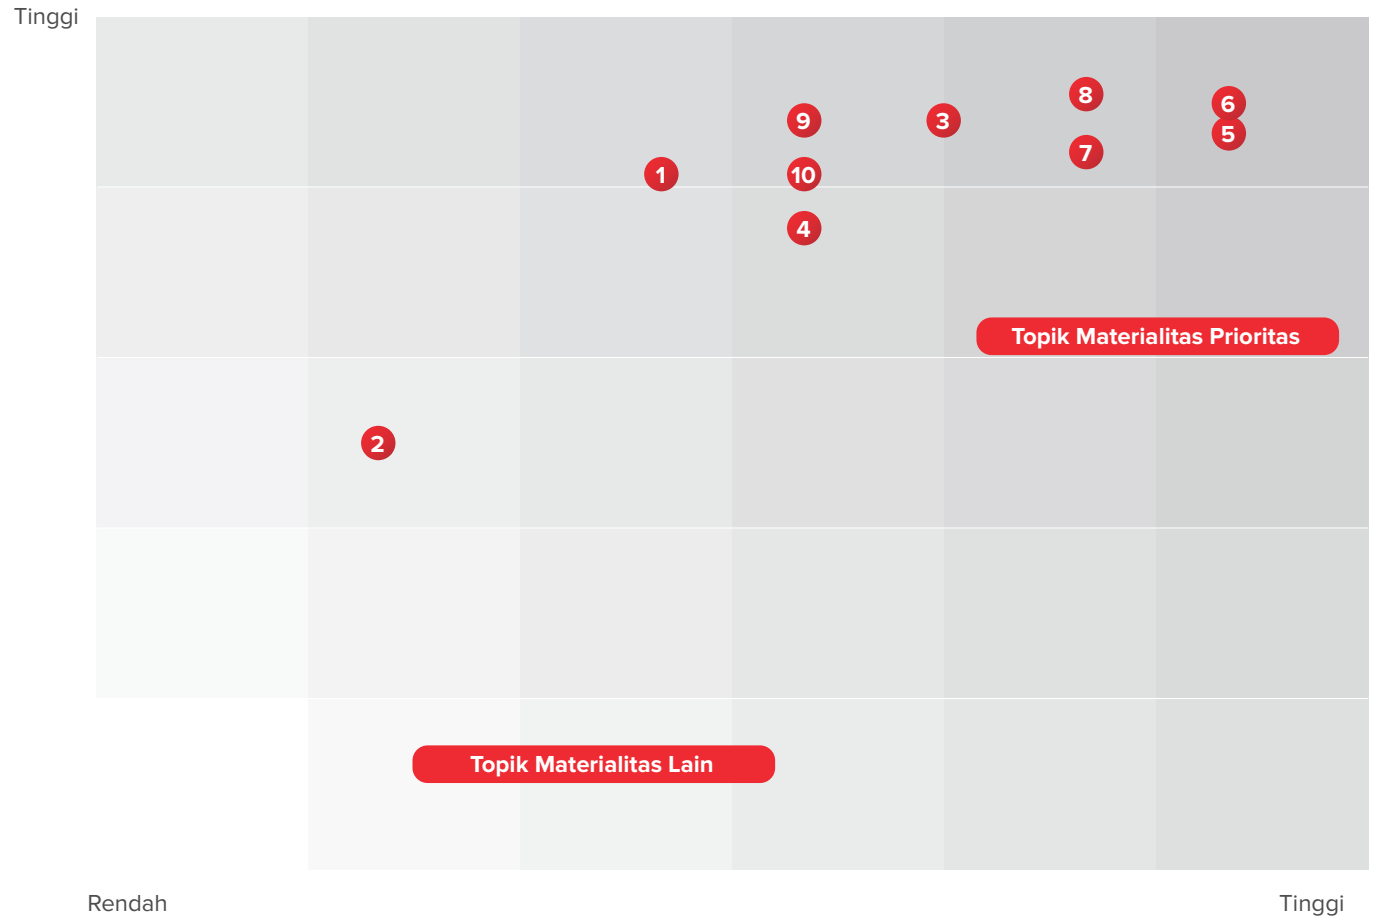 Tinggi
8
6
9
3
5
7
1
10
4
Topik Materialitas Prioritas
2
Topik Materialitas Lain
Rendah
Tinggi